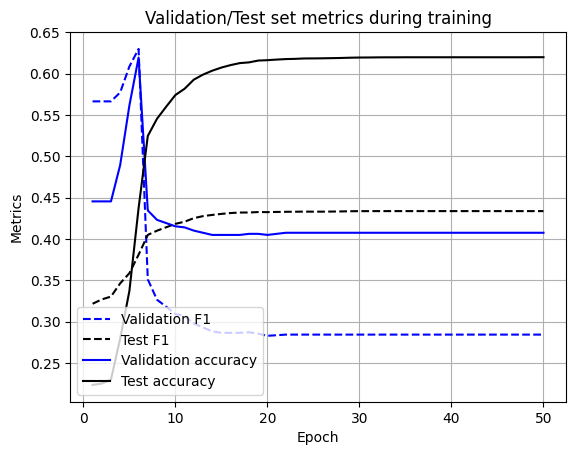 Validation/Test set metrics during training
Metrics
0.65
0.60
0.55
0.50
0.45
0.40
0.35
0.30
0.25
Validation F1
Test F1
Validation accuracy
Test accuracy
0
10
20
30
40
50
Epoch